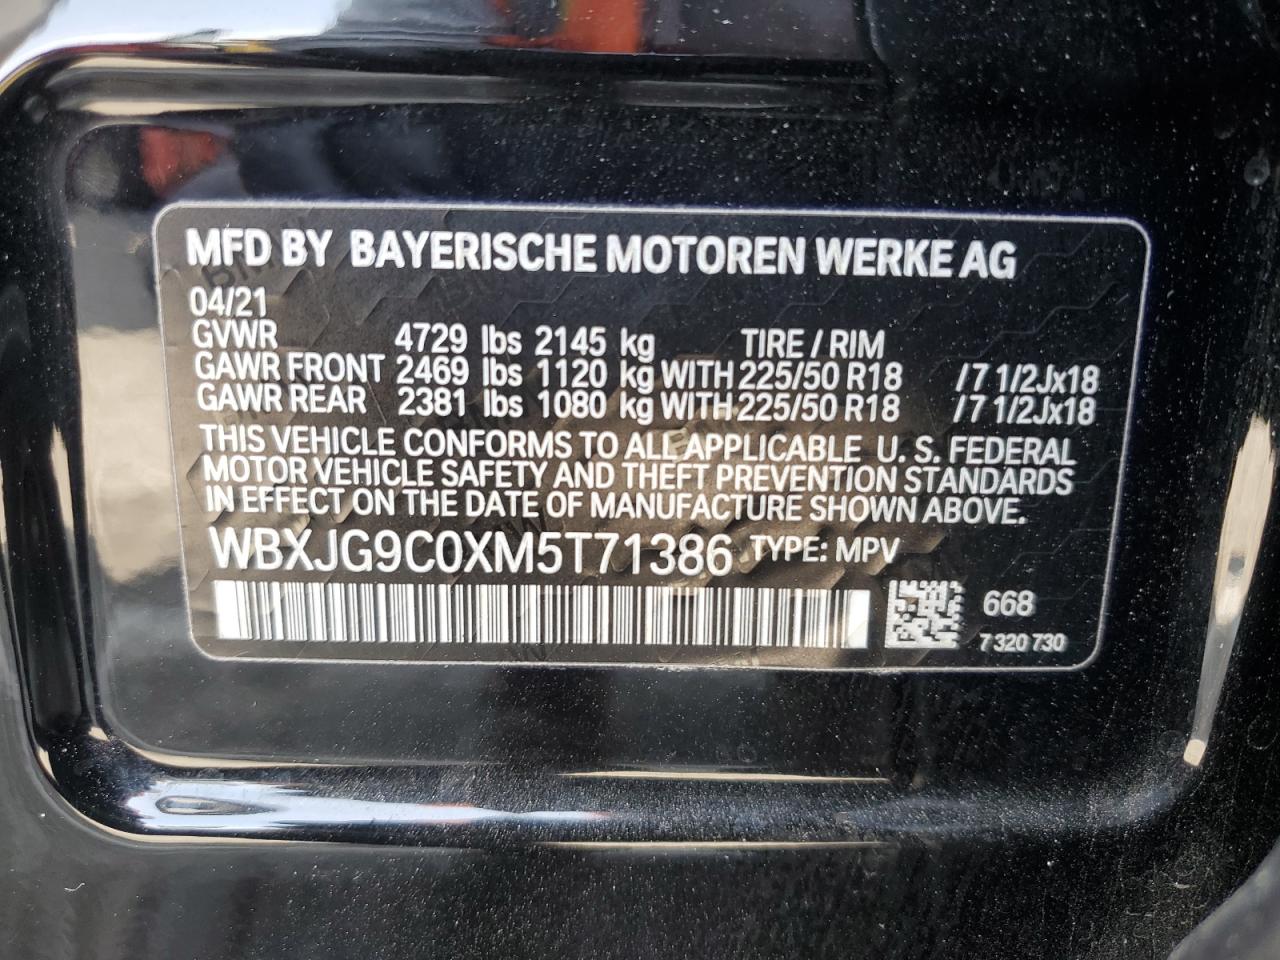 MFD BY BAYERISCHE MOTOREN WERKE AG
04/21
GVWR 4729 lbs 2145 kg TIRE / RIM
GAWR FRONT 2469 lbs 1120 kg WITH 225/50 R18 /7 1/2Jx18
GAWR REAR 2381 lbs 1080 kg WITH 225/50 R18 /7 1/2Jx18
THIS VEHICLE CONFORMS TO ALL APPLICABLE U. S. FEDERAL
MOTOR VEHICLE SAFETY AND THEFT PREVENTION STANDARDS
IN EFFECT ON THE DATE OF MANUFACTURE SHOWN ABOVE.
WBXJG9C0XM5T71386 TYPE: MPV
668
7 320 730